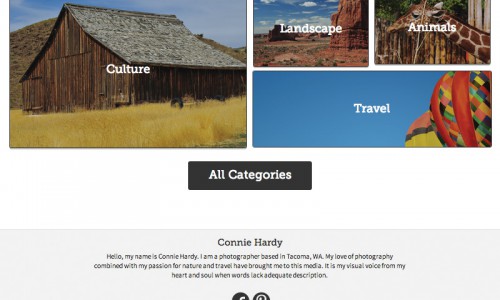 Landscape
Animals
Culture
Travel
All Categories
Connie Hardy
Hello, my name is Connie Hardy. I am a photographer based in Tacoma, WA. My love of photography
combined with my passion for nature and travel have brought me to this media. It is my visual voice from my
heart and soul when words lack adequate description.